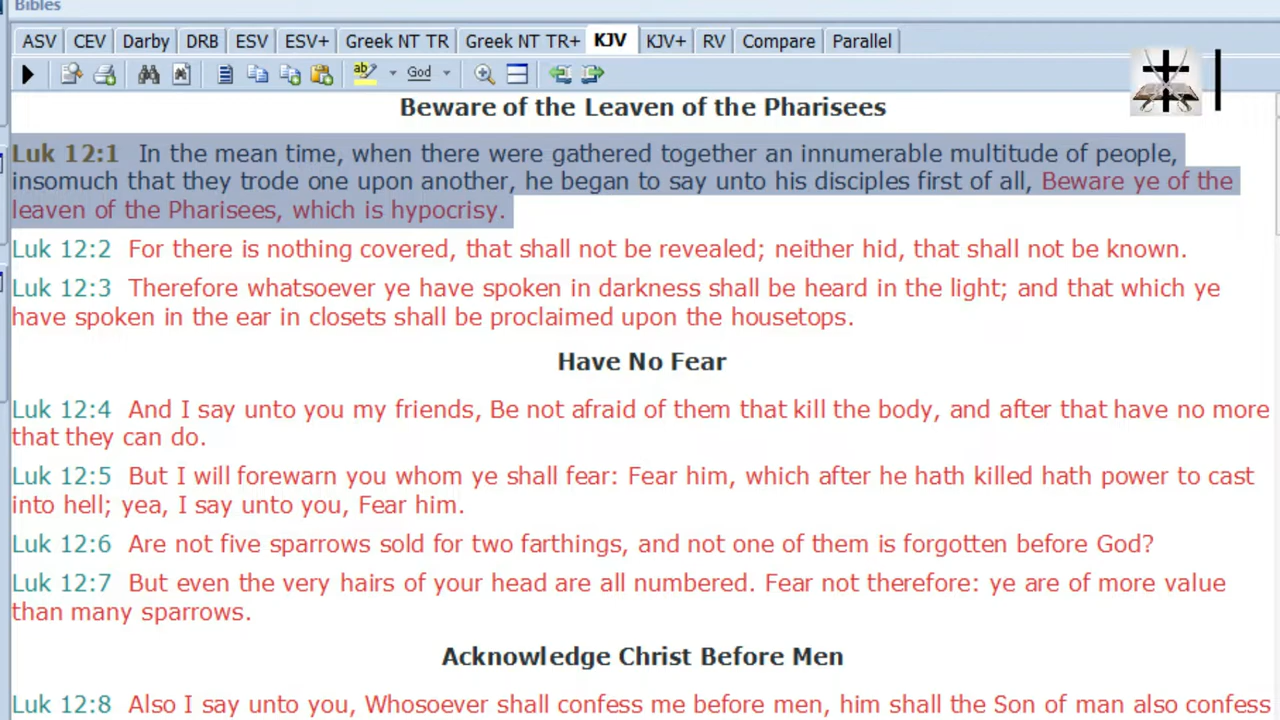 Bibles
ASV CEV Darby DRB ESV ESV+ Greek NT TR Greek NT TR+ KJV KJV+ RV Compare Parallel
ab God
Beware of the Leaven of the Pharisees
Luk 12:1 In the mean time, when there were gathered together an innumerable multitude of people,
insomuch that they trode one upon another, he began to say unto his disciples first of all, Beware ye of the
leaven of the Pharisees, which is hypocrisy.
Luk 12:2 For there is nothing covered, that shall not be revealed; neither hid, that shall not be known.
Luk 12:3 Therefore whatsoever ye have spoken in darkness shall be heard in the light; and that which ye
have spoken in the ear in closets shall be proclaimed upon the housetops.
Have No Fear
Luk 12:4 And I say unto you my friends, Be not afraid of them that kill the body, and after that have no more
that they can do.
Luk 12:5 But I will forewarn you whom ye shall fear: Fear him, which after he hath killed hath power to cast
into hell; yea, I say unto you, Fear him.
Luk 12:6 Are not five sparrows sold for two farthings, and not one of them is forgotten before God?
Luk 12:7 But even the very hairs of your head are all numbered. Fear not therefore: ye are of more value
than many sparrows.
Acknowledge Christ Before Men
Luk 12:8 Also I say unto you, Whosoever shall confess me before men, him shall the Son of man also confess